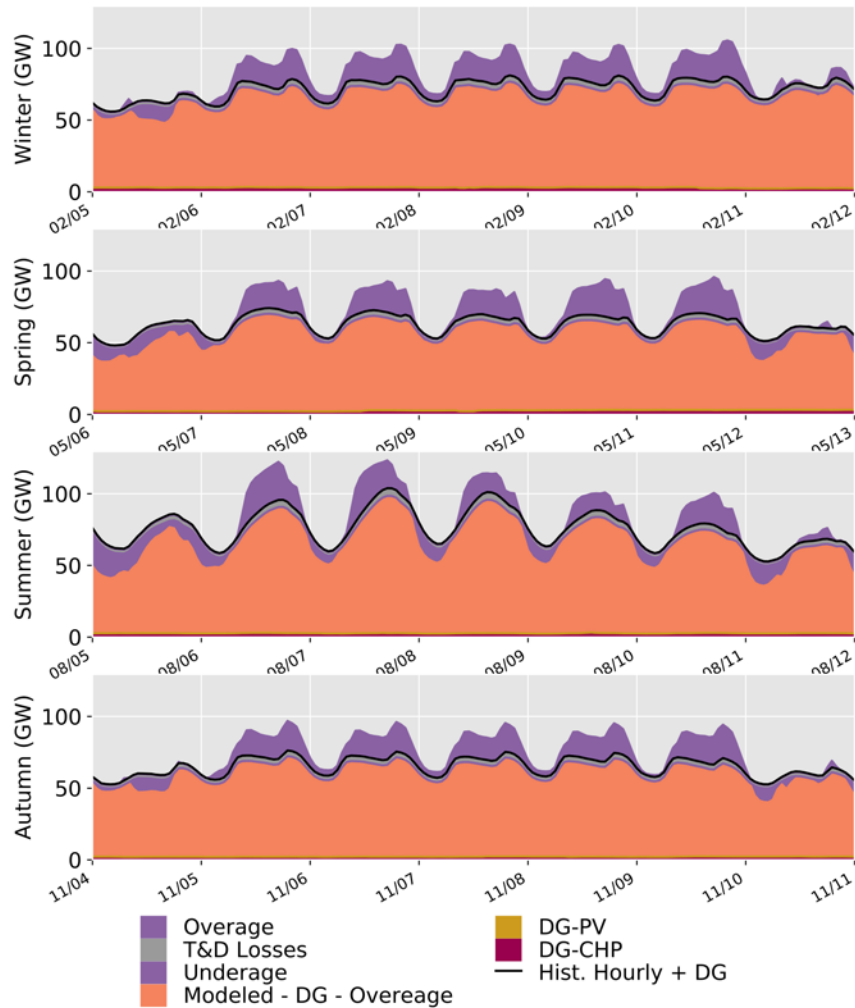 100
50
0
Winter (GW)
02/05 02/06 02/07 02/08 02/09 02/10 02/11 02/12
100
50
0
Spring (GW)
05/06 05/07 05/08 05/09 05/10 05/11 05/12 05/13
100
50
0
Summer (GW)
08/05 08/06 08/07 08/08 08/09 08/10 08/11 08/12
100
50
0
Autumn (GW)
11/04 11/05 11/06 11/07 11/08 11/09 11/10 11/11
Overage
T&D Losses
Underage
Modeled - DG - Overeage
DG-PV
DG-CHP
Hist. Hourly + DG